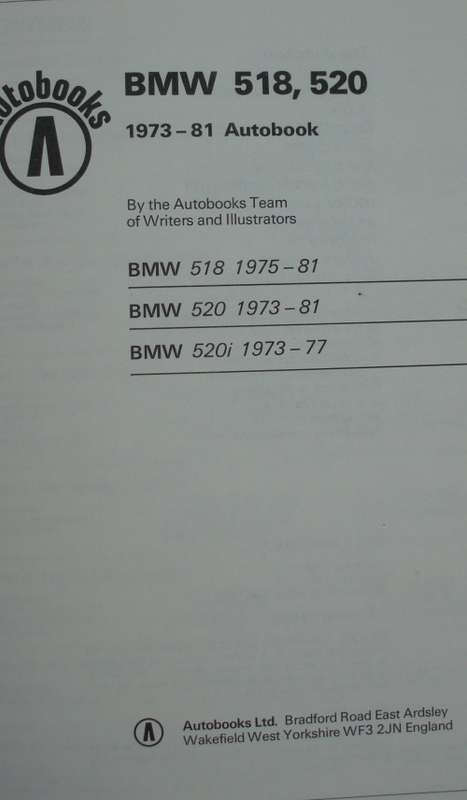 Autobooks
BMW 518, 520
1973-81 Autobook
By the Autobooks Team
of Writers and Illustrators
BMW 518 1975-81
BMW 520 1973-81
BMW 520i 1973-77
Autobooks Ltd. Bradford Road East Ardsley
Wakefield West Yorkshire WF3 2JN England